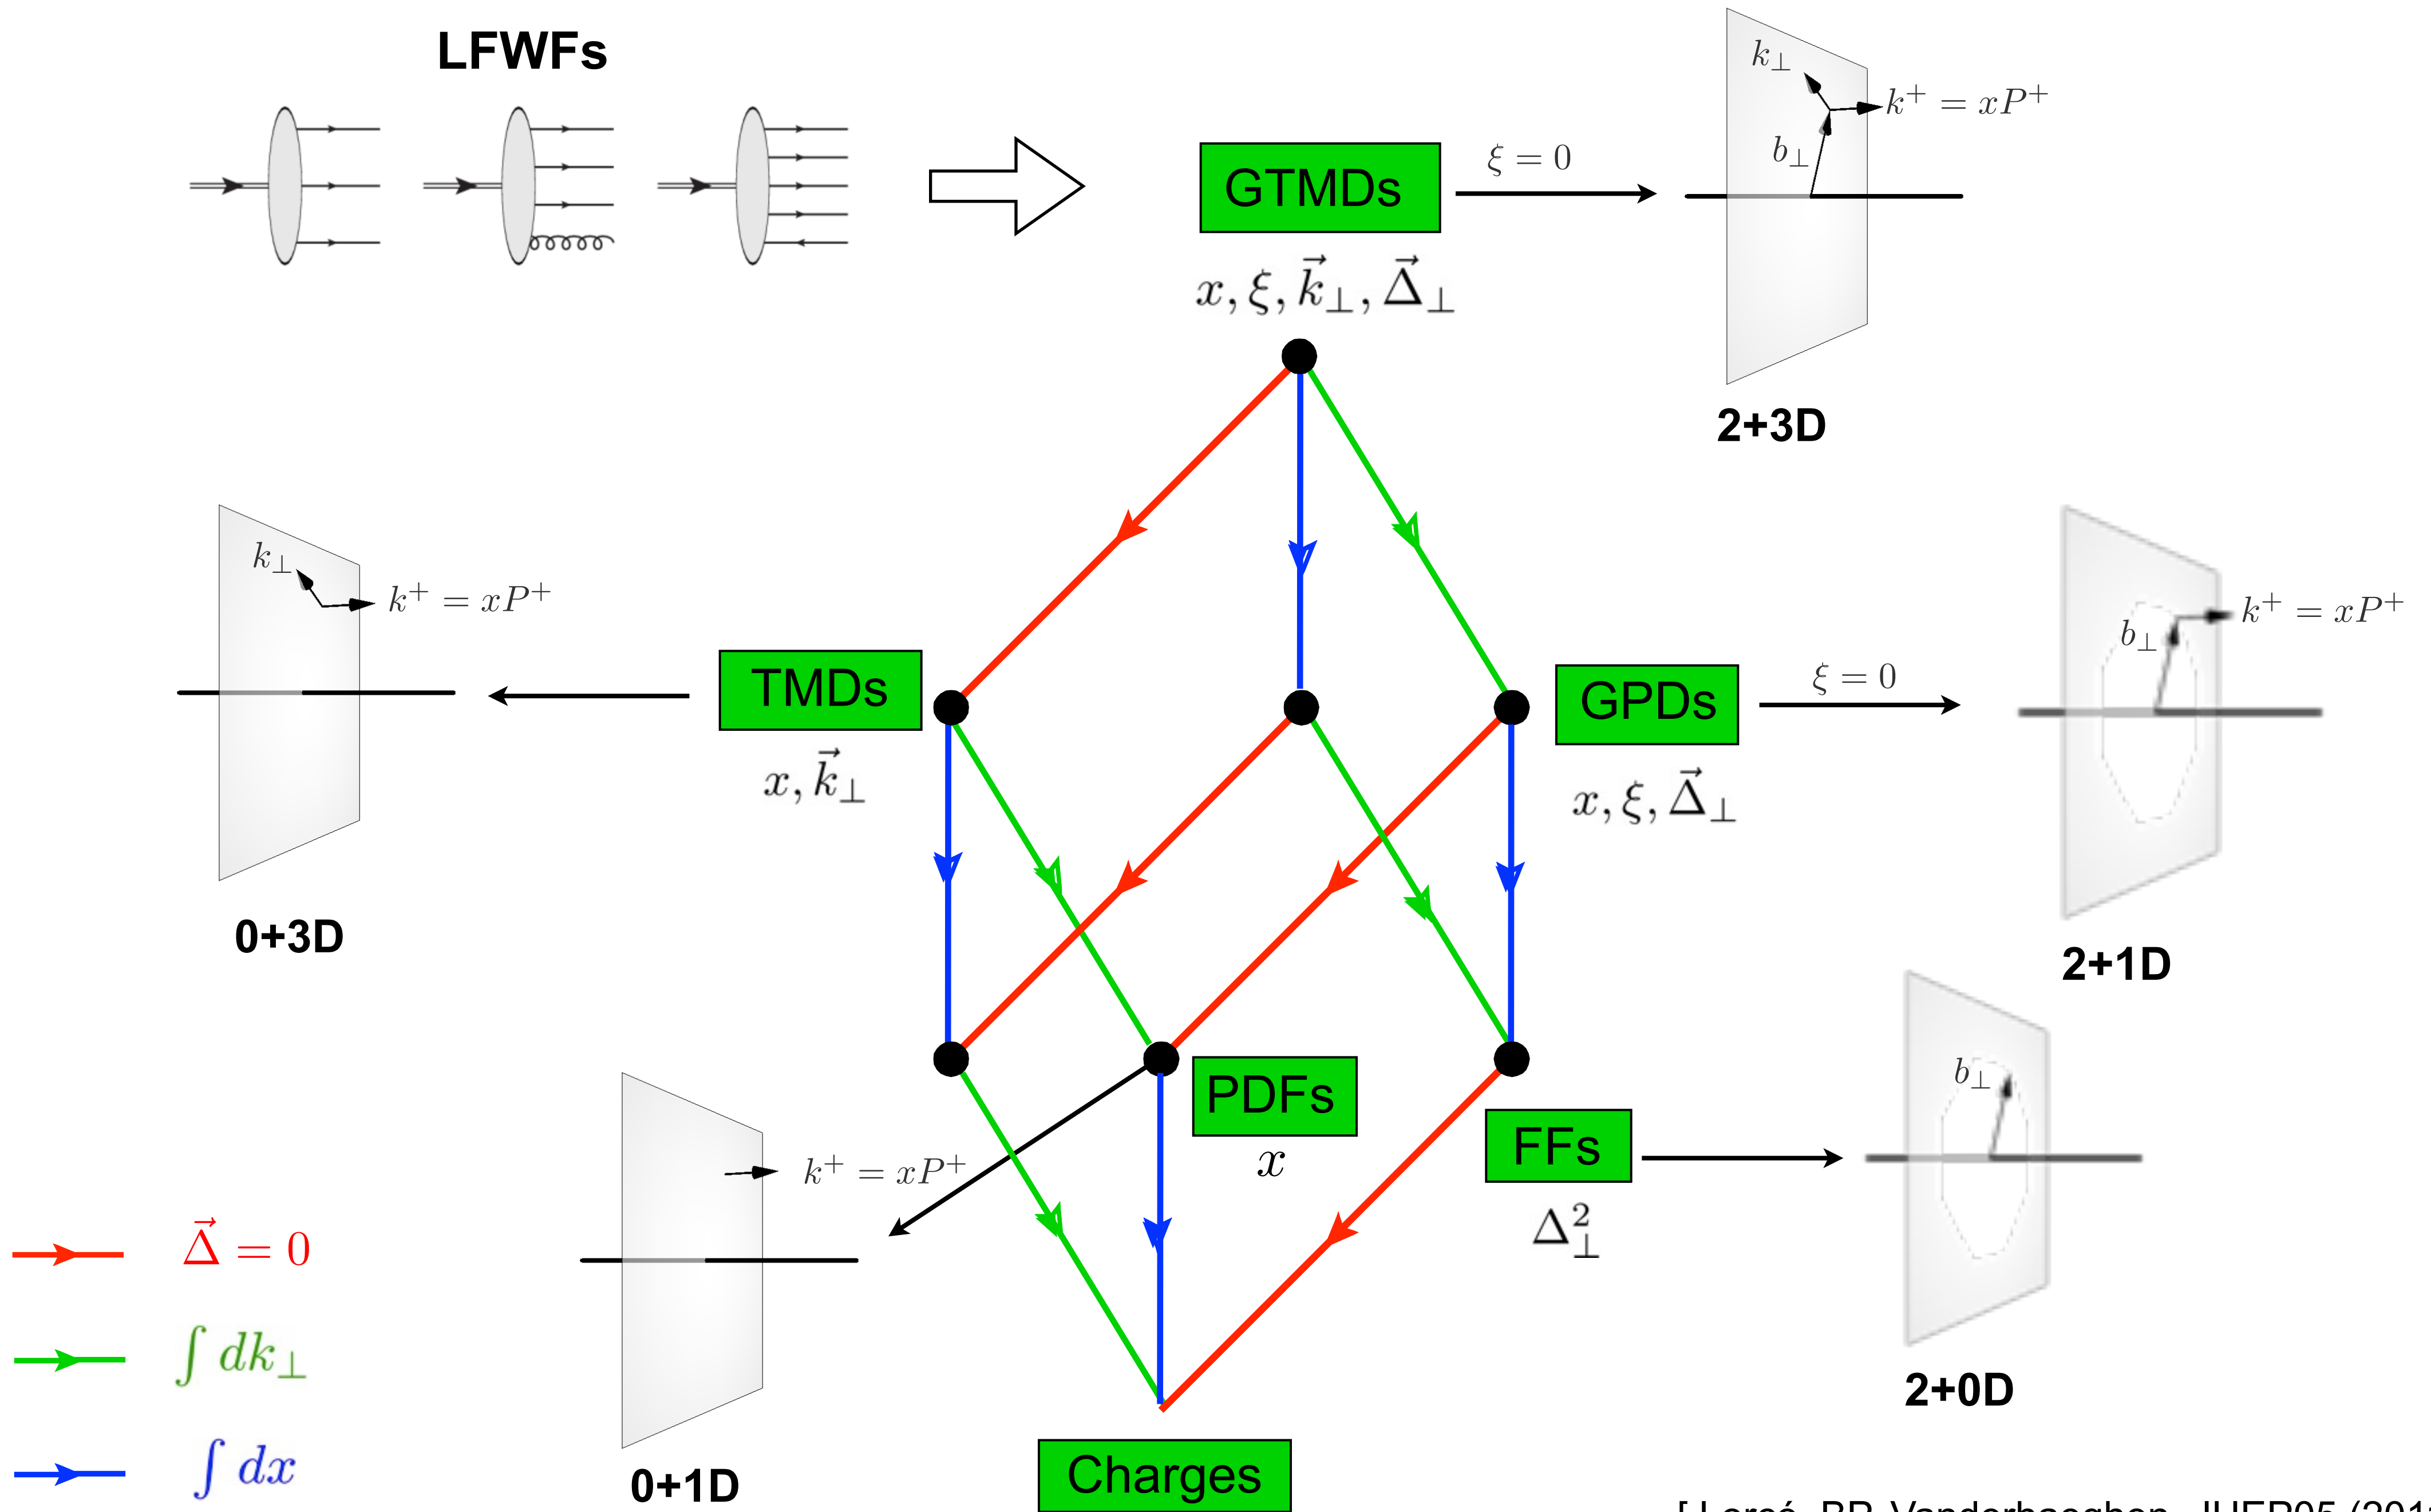 LFWFs
GTMDs
ξ = 0
k⊥
k⁺ = xP⁺
b⊥
x, ξ, k⃗⊥, Δ⃗⊥
2+3D
k⊥
k⁺ = xP⁺
TMDs
x, k⃗⊥
GPDs
ξ = 0
x, ξ, Δ⃗⊥
k⁺ = xP⁺
b⊥
0+3D
2+1D
PDFs
x
FFs
Δ²⊥
b⊥
k⁺ = xP⁺
Δ⃗ = 0
∫ dk⊥
∫ dx
2+0D
0+1D
Charges